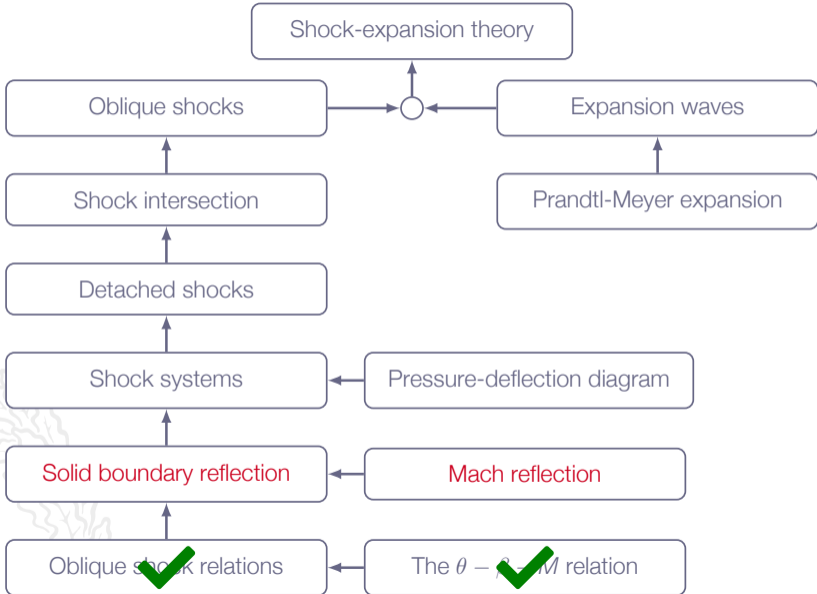 Shock-expansion theory
Oblique shocks
Expansion waves
Shock intersection
Prandtl-Meyer expansion
Detached shocks
Shock systems
Pressure-deflection diagram
Solid boundary reflection
Mach reflection
Oblique shock relations
The θ − β − M relation